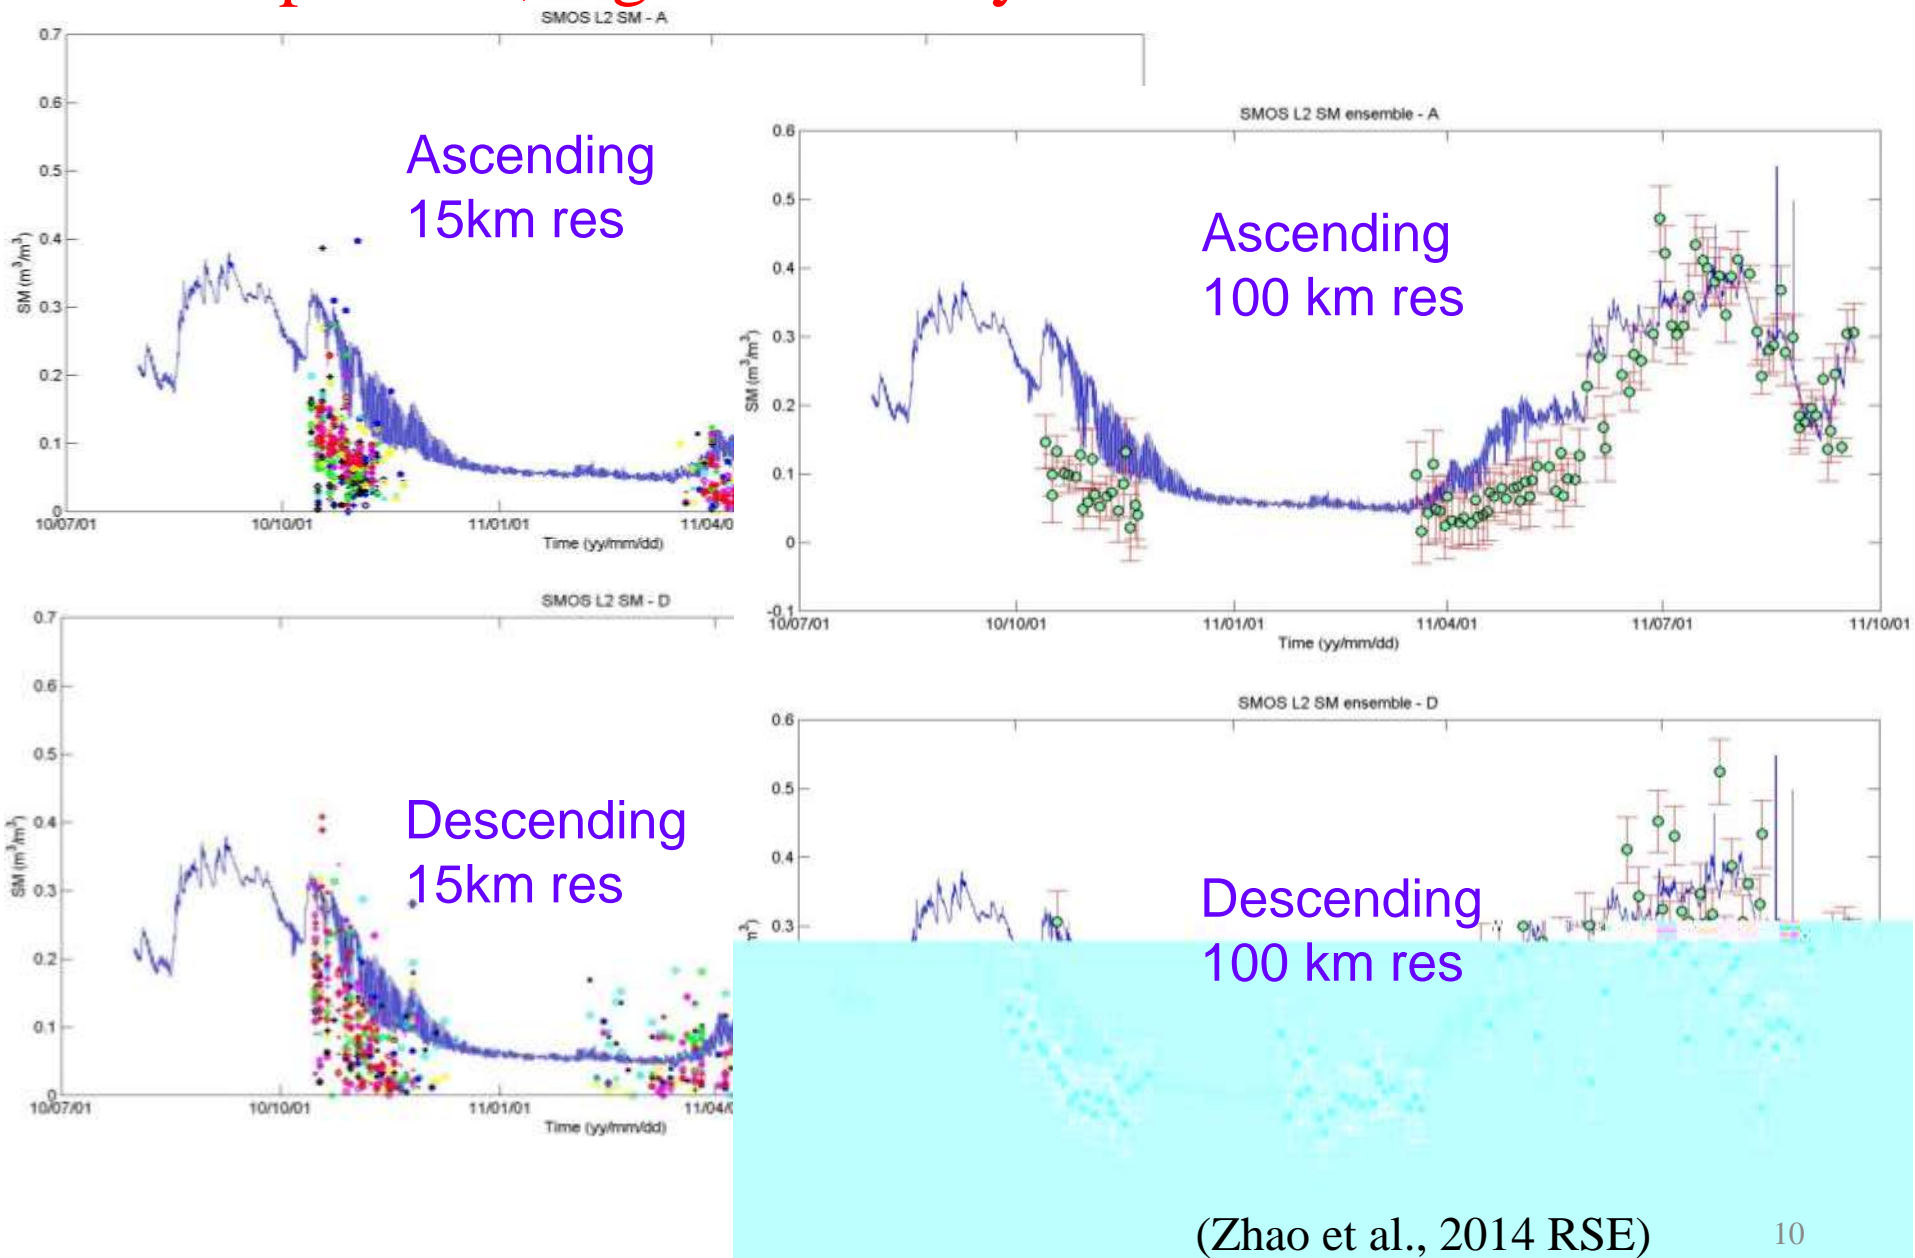 SMOS L2 SM - A
0.7
0.6
0.5
0.4
0.3
0.2
0.1
0
SM (m³/m³)
10/07/01 10/10/01 11/01/01 11/04/0
Time (yy/mm/dd)
Ascending
15km res
SMOS L2 SM ensemble - A
0.6
0.5
0.4
0.3
0.2
0.1
0
-0.1
SM (m³/m³)
10/07/01 10/10/01 11/01/01 11/04/01 11/07/01 11/10/01
Time (yy/mm/dd)
Ascending
100 km res
SMOS L2 SM - D
0.7
0.6
0.5
0.4
0.3
0.2
0.1
0
SM (m³/m³)
10/07/01 10/10/01 11/01/01 11/04/0
Time (yy/mm/dd)
Descending
15km res
SMOS L2 SM ensemble - D
0.6
0.5
0.4
0.3
Descending
100 km res
(Zhao et al., 2014 RSE)
10